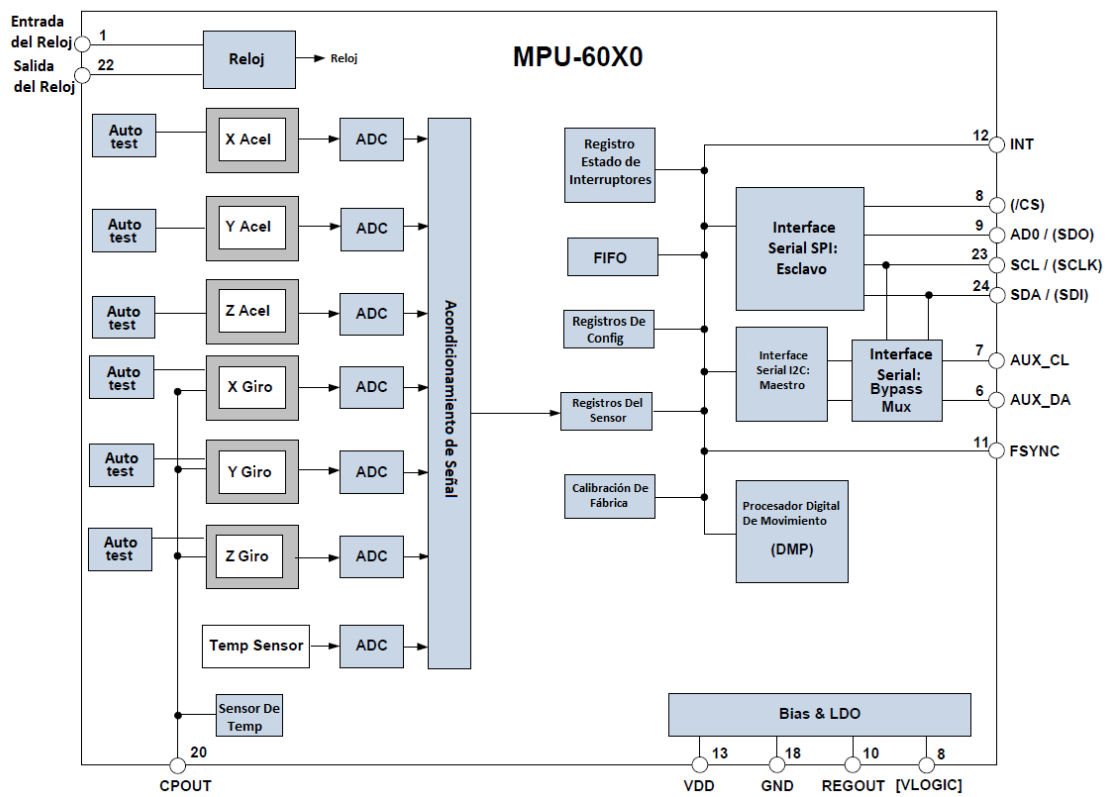 Entrada
del Reloj
1
Salida
del Reloj
22
Reloj
Reloj
MPU-60X0
Auto
test
X Acel
ADC
Auto
test
Y Acel
ADC
Auto
test
Z Acel
ADC
Auto
test
X Giro
ADC
Auto
test
Y Giro
ADC
Auto
test
Z Giro
ADC
Temp Sensor
ADC
Acondicionamiento de Señal
Sensor De
Temp
20
CPOUT
Registro
Estado de
Interruptores
FIFO
Registros De
Config
Registros Del
Sensor
Calibración De
Fábrica
Interface
Serial SPI:
Esclavo
Interface
Serial I2C:
Maestro
Interface
Serial:
Bypass
Mux
Procesador Digital
De Movimiento
(DMP)
12
INT
8
(/CS)
9
AD0 / (SDO)
23
SCL / (SCLK)
24
SDA / (SDI)
7
AUX_CL
6
AUX_DA
11
FSYNC
Bias & LDO
13
18
10
8
VDD
GND
REGOUT
[VLOGIC]